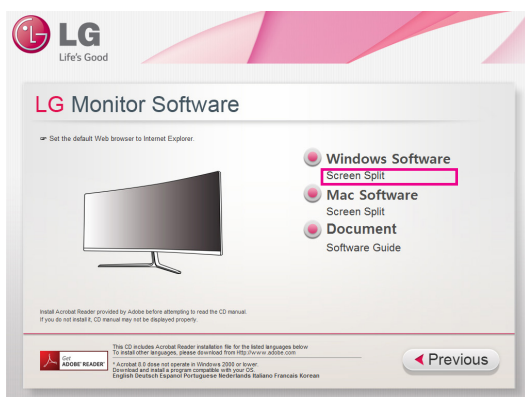 LG
Life's Good
LG Monitor Software
☞ Set the default Web browser to Internet Explorer.
Windows Software
Screen Split
Mac Software
Screen Split
Document
Software Guide
Install Acrobat Reader provided by Adobe before attempting to read the CD manual.
If you do not install it, CD manual may not be displayed properly.
Get
ADOBE® READER®
This CD includes Acrobat Reader installation file for the listed languages below
To install other languages, please download from Http://www.adobe.com
* Acrobat 8.0 dose not operate in Windows 2000 or lower.
Download and install a program compatible with your OS.
English Deutsch Espanol Portuguese Nederlands Italiano Francais Korean
Previous